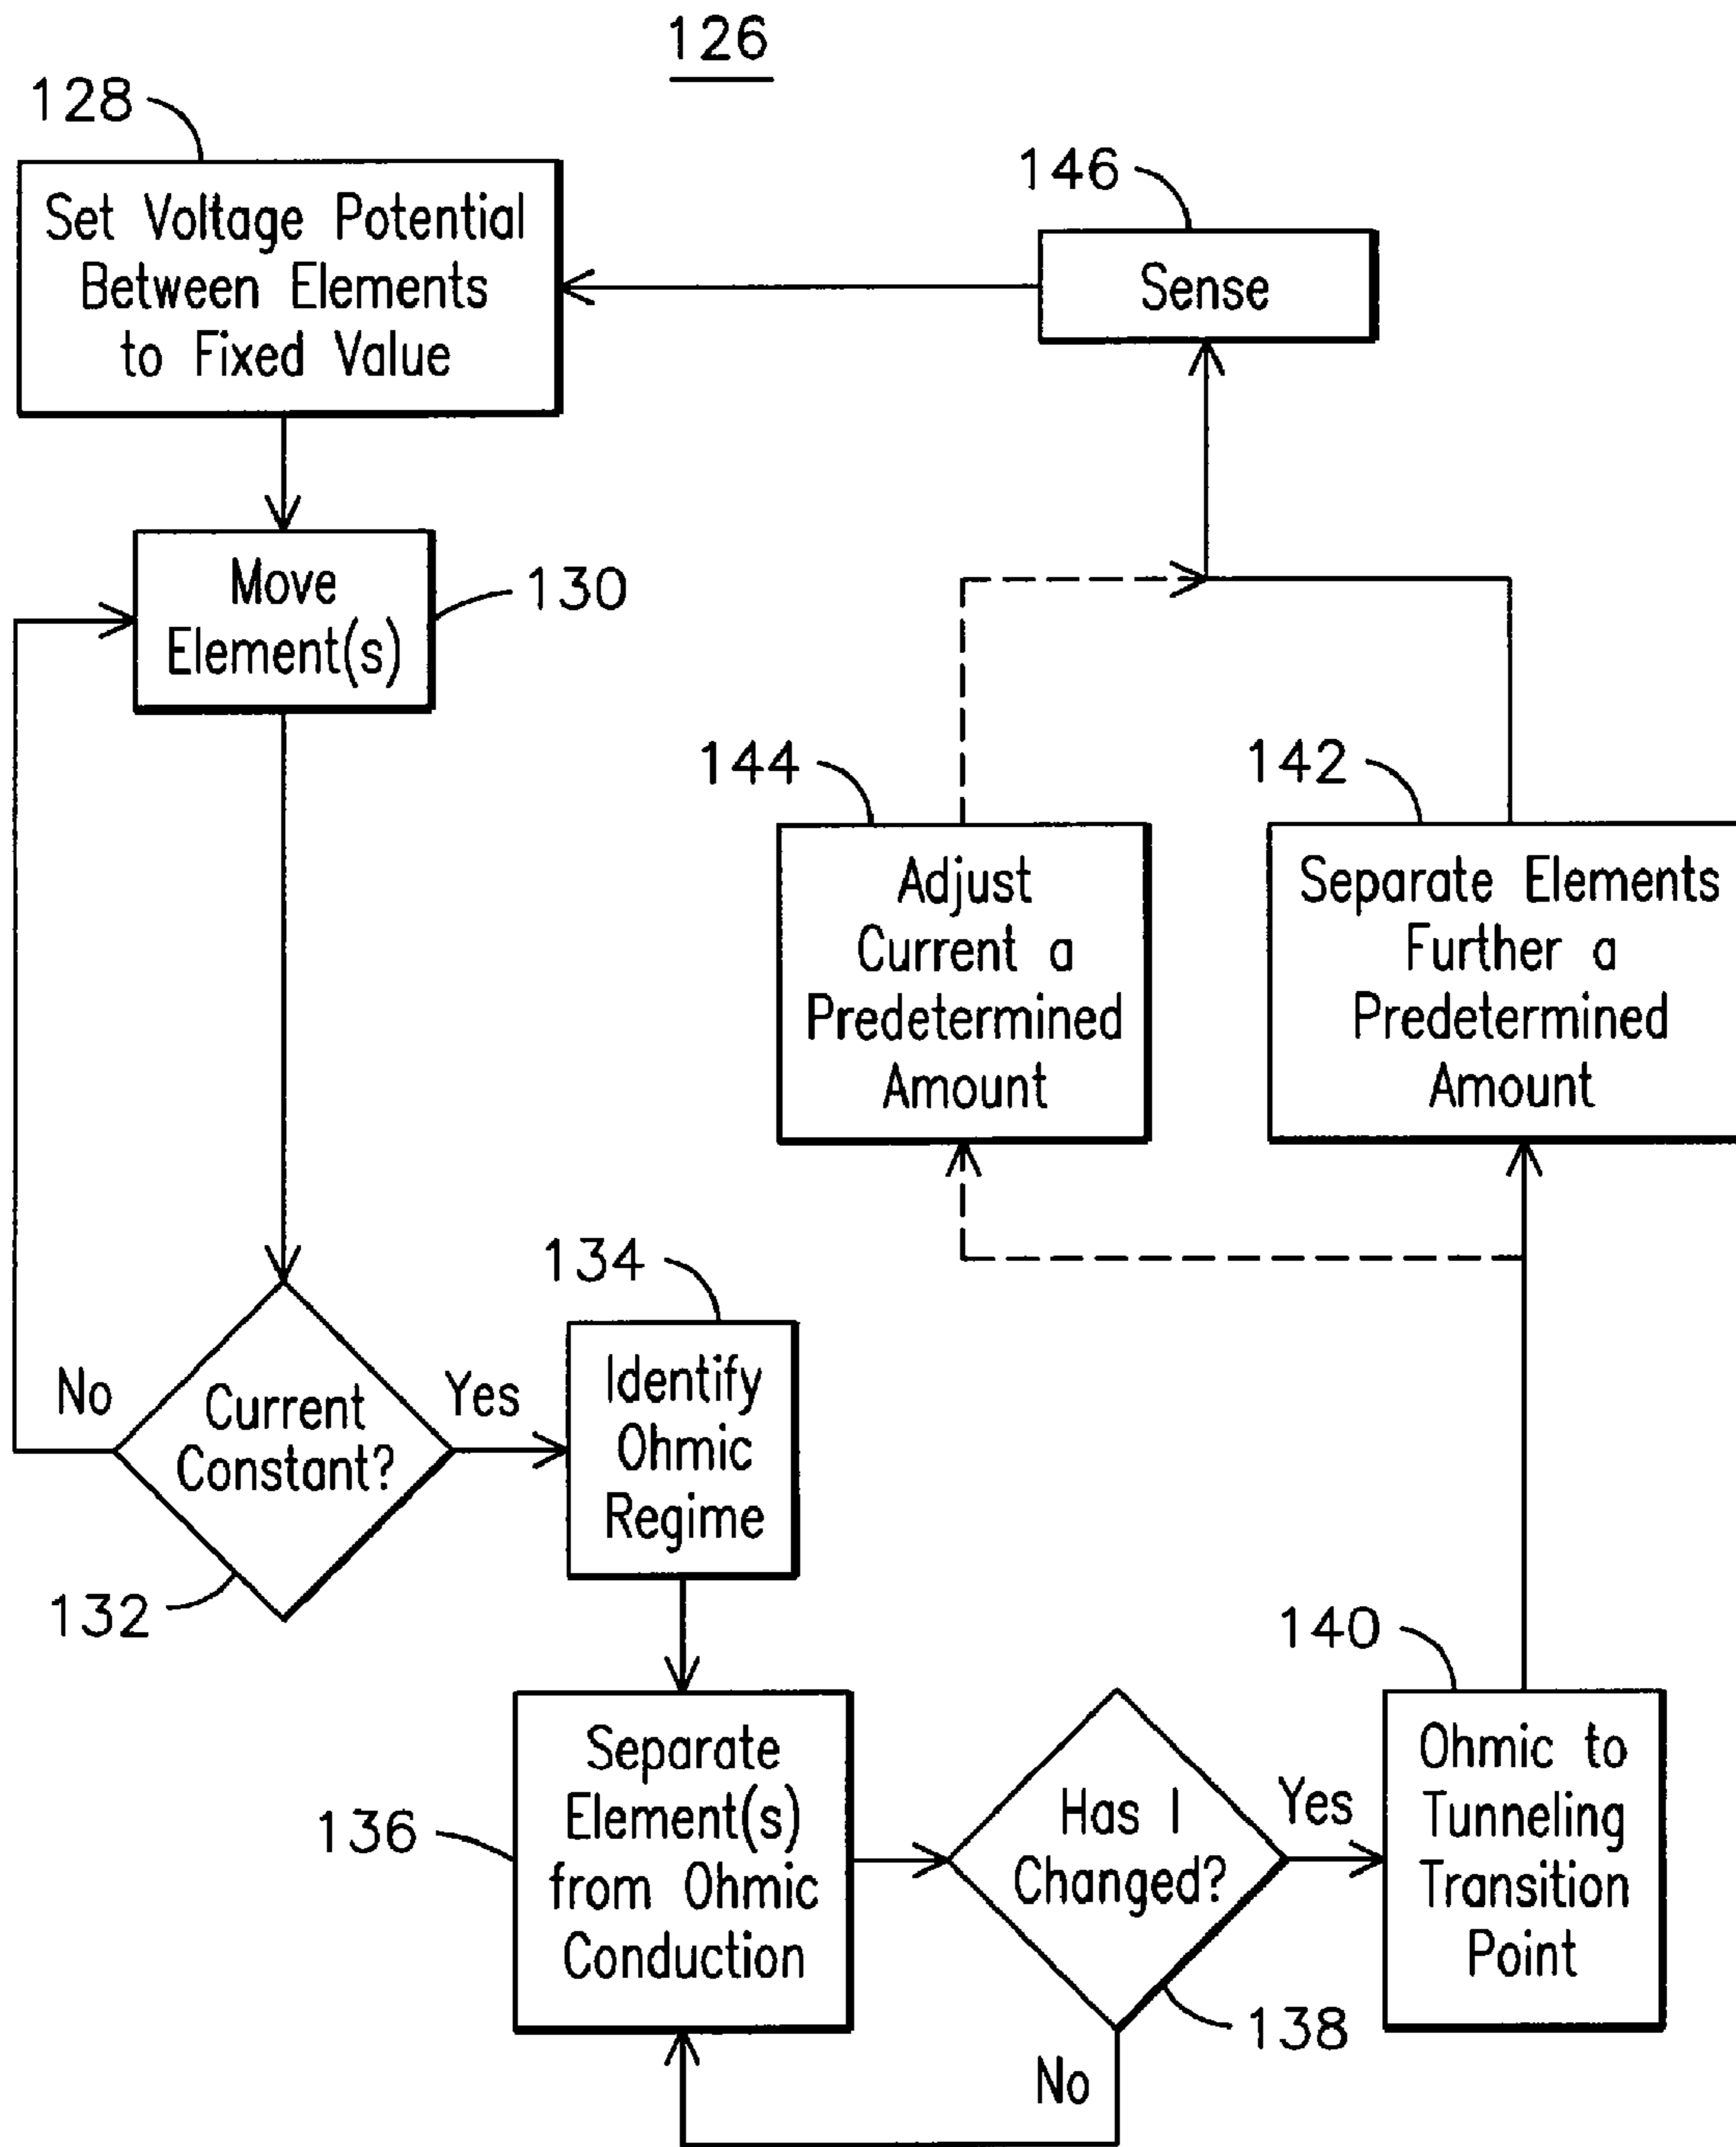 126
128
Set Voltage Potential
Between Elements
to Fixed Value
146
Sense
Move
Element(s)
130
144
Adjust
Current a
Predetermined
Amount
142
Separate Elements
Further a
Predetermined
Amount
No
Current
Constant?
Yes
132
134
Identify
Ohmic
Regime
136
Separate
Element(s)
from Ohmic
Conduction
Has I
Changed?
Yes
No
138
140
Ohmic to
Tunneling
Transition
Point